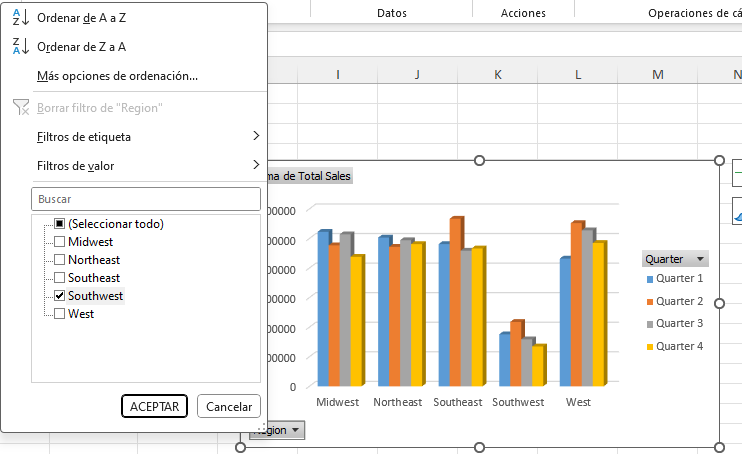 Ordenar de A a Z
Datos
Acciones
Operaciones de cá
Ordenar de Z a A
Más opciones de ordenación...
I J K L M N
Borrar filtro de "Region"
Filtros de etiqueta
Filtros de valor
ma de Total Sales
Buscar
(Seleccionar todo)
Midwest
Northeast
Southeast
Southwest
West
00000
00000
00000
00000
00000
00000
0
Quarter
Quarter 1
Quarter 2
Quarter 3
Quarter 4
Midwest Northeast Southeast Southwest West
ACEPTAR
Cancelar
Region